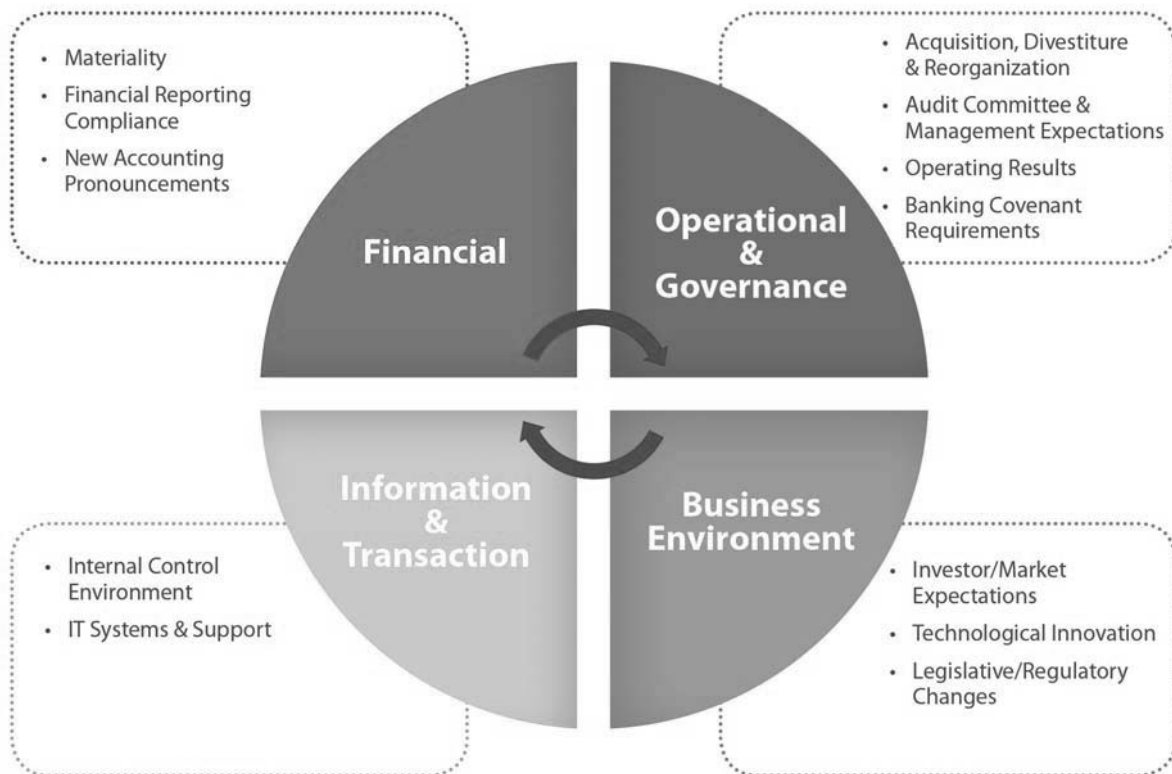 • Materiality
• Financial Reporting
Compliance
• New Accounting
Pronouncements
• Acquisition, Divestiture
& Reorganization
• Audit Committee &
Management Expectations
• Operating Results
• Banking Covenant
Requirements
Financial
Operational
&
Governance
Information
&
Transaction
Business
Environment
• Internal Control
Environment
• IT Systems & Support
• Investor/Market
Expectations
• Technological Innovation
• Legislative/Regulatory
Changes